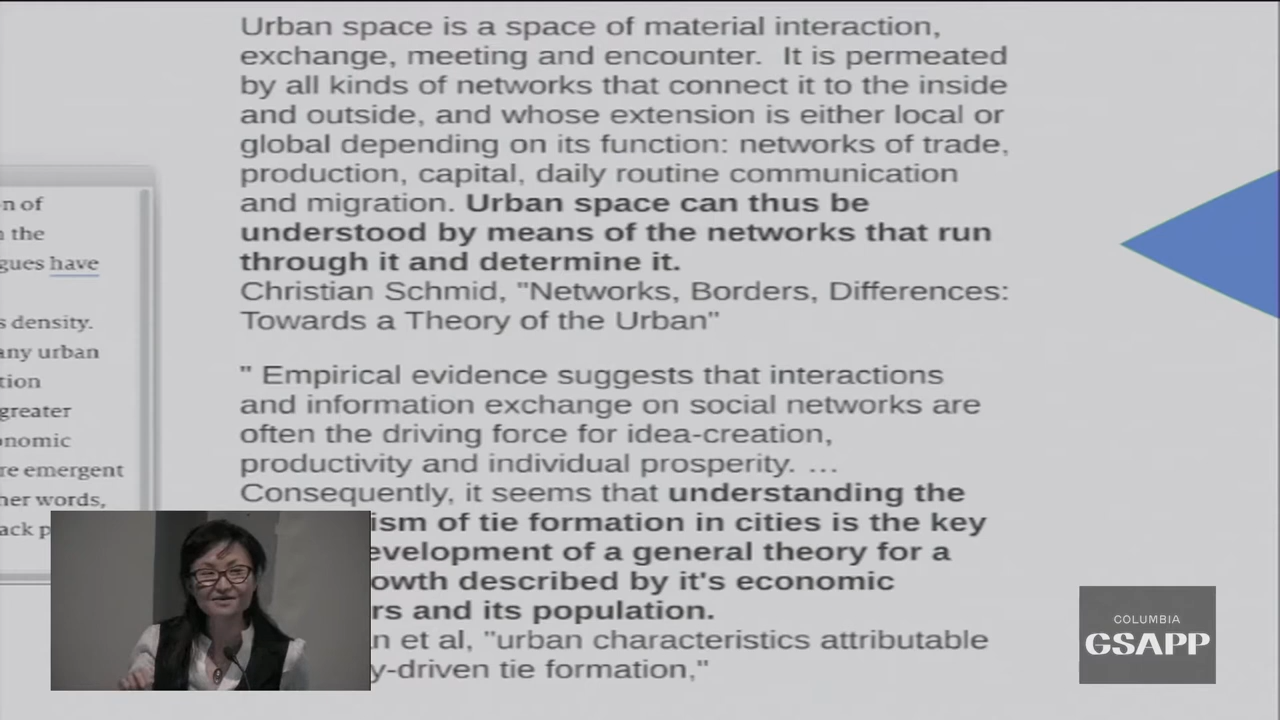 Urban space is a space of material interaction,
exchange, meeting and encounter. It is permeated
by all kinds of networks that connect it to the inside
and outside, and whose extension is either local or
global depending on its function: networks of trade,
production, capital, daily routine communication
and migration. Urban space can thus be
understood by means of the networks that run
through it and determine it.
Christian Schmid, "Networks, Borders, Differences:
Towards a Theory of the Urban"
" Empirical evidence suggests that interactions
and information exchange on social networks are
often the driving force for idea-creation,
productivity and individual prosperity. ...
Consequently, it seems that understanding the
ism of tie formation in cities is the key
evelopment of a general theory for a
owth described by it's economic
rs and its population.
n et al, "urban characteristics attributable
y-driven tie formation,"
n of
the
gues have
s density.
any urban
tion
greater
onomic
re emergent
her words,
ack p
COLUMBIA
GSAPP